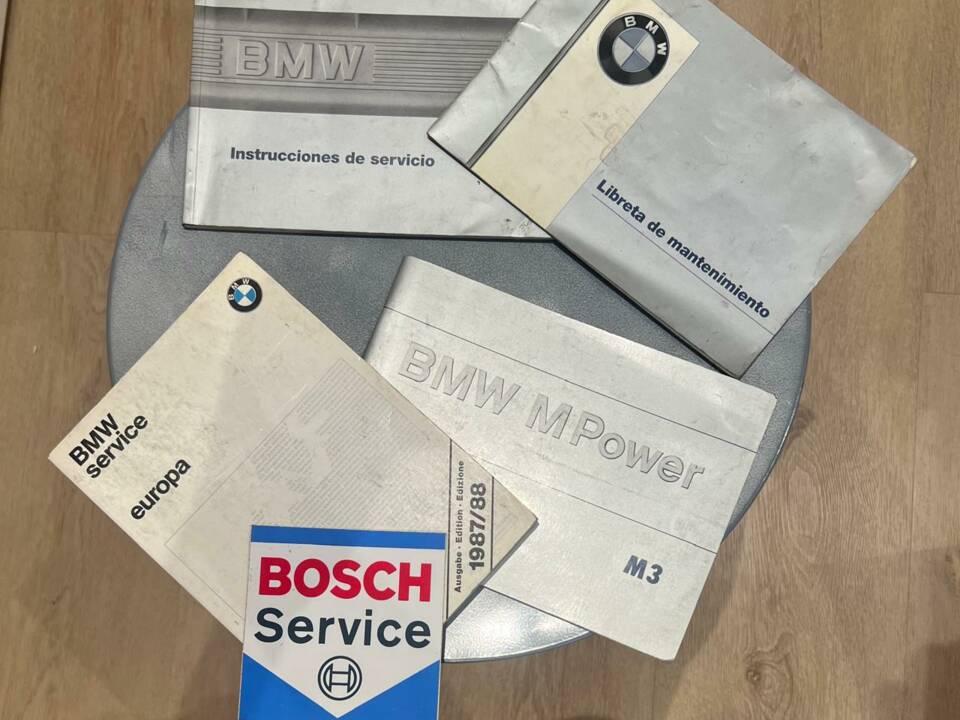 BMW
Instrucciones de servicio
BMW
Libreta de mantenimiento
BMW
BMW
service
europa
Ausgabe · Edition · Edizione
1987/88
BMW M Power
M3
BOSCH
Service